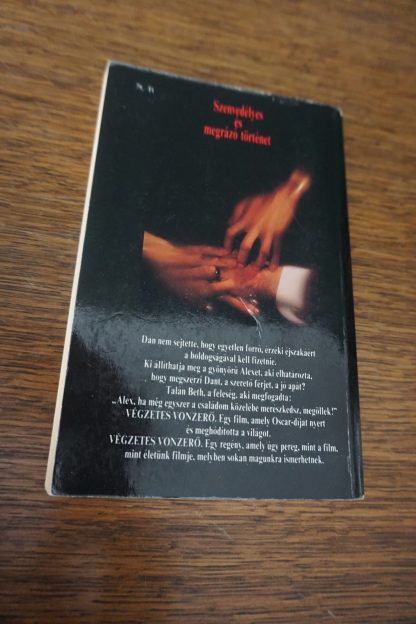 Szenvedélyes
és
megrázó történet
Dan nem sejtette, hogy egyetlen forró, érzéki éjszakáért
a boldogságával kell fizetnie.
Ki állíthatja meg a gyönyörű Alexet, aki elhatározta,
hogy megszerzi Dant, a szerető férjet, a jó apát?
Talán Beth, a feleség, aki megfogadta:
„Alex, ha még egyszer a családom közelébe merészkedsz, megöllek!"
VÉGZETES VONZERŐ. Egy film, amely Oscar-díjat nyert
és meghódította a világot.
VÉGZETES VONZERŐ. Egy regény, amely úgy pereg, mint a film,
mint életünk filmje, melyben sokan magunkra ismerhetnek.